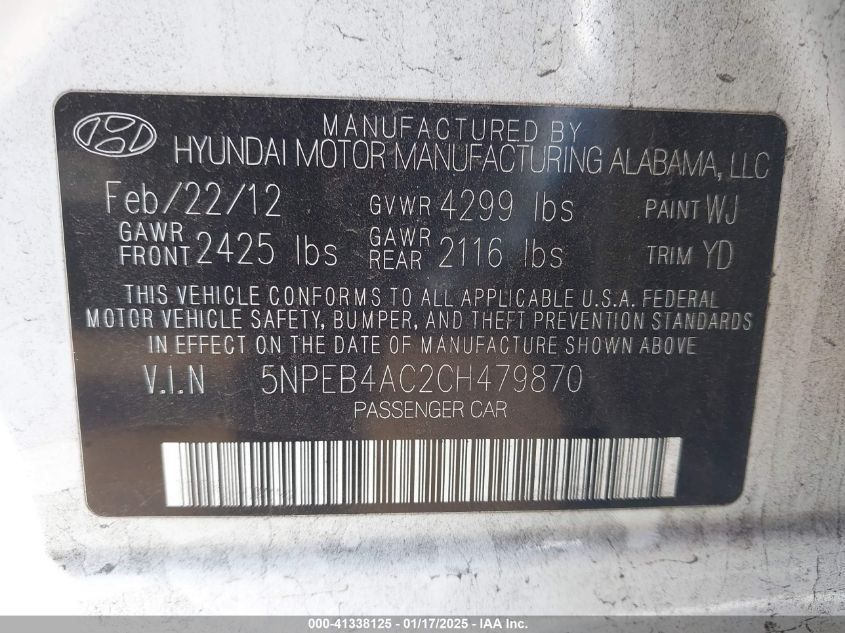 MANUFACTURED BY
HYUNDAI MOTOR MANUFACTURING ALABAMA, LLC
Feb/22/12 GVWR 4299 lbs PAINT WJ
GAWR FRONT 2425 lbs GAWR REAR 2116 lbs TRIM YD
THIS VEHICLE CONFORMS TO ALL APPLICABLE U.S.A. FEDERAL
MOTOR VEHICLE SAFETY, BUMPER, AND THEFT PREVENTION STANDARDS
IN EFFECT ON THE DATE OF MANUFACTURE SHOWN ABOVE
V.I.N 5NPEB4AC2CH479870
PASSENGER CAR
000-41338125 - 01/17/2025 - IAA Inc.